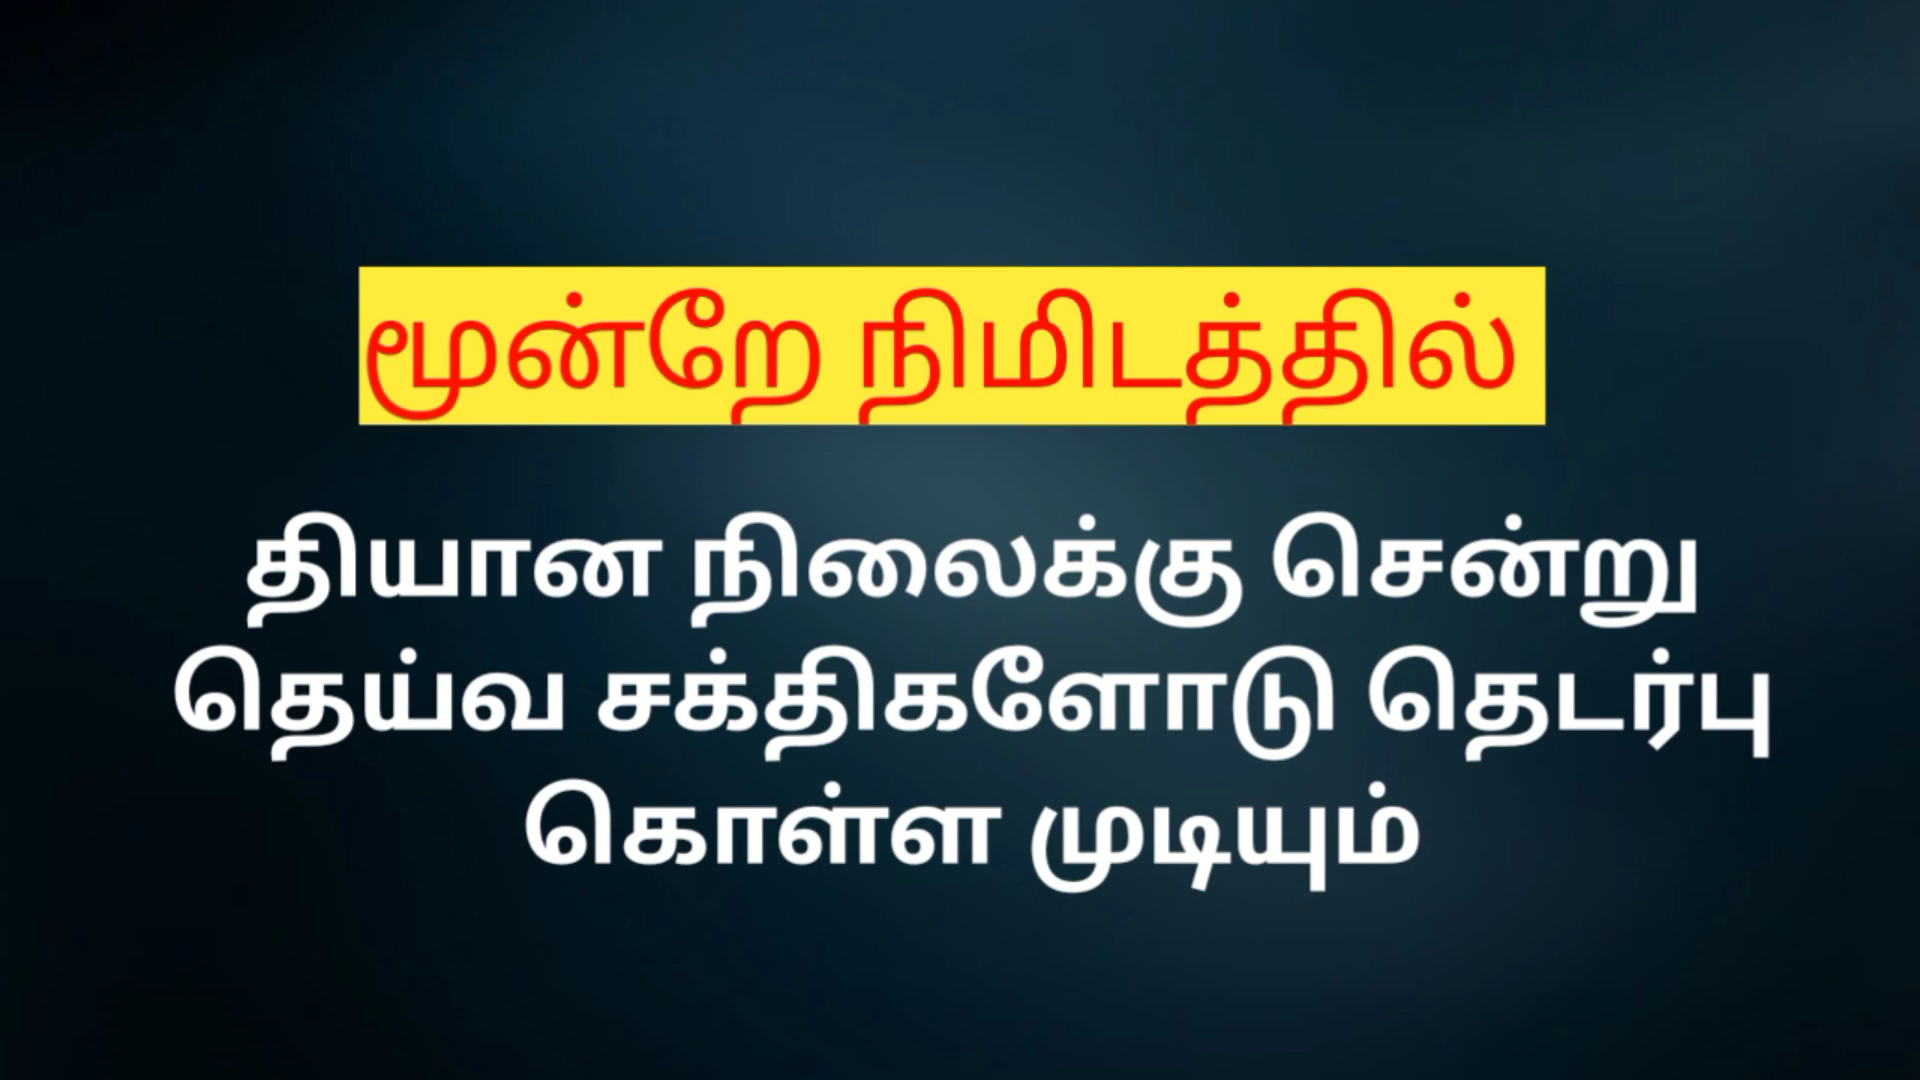 மூன்றே நிமிடத்தில்
தியான நிலைக்கு சென்று
தெய்வ சக்திகளோடு தெடர்பு
கொள்ள முடியும்